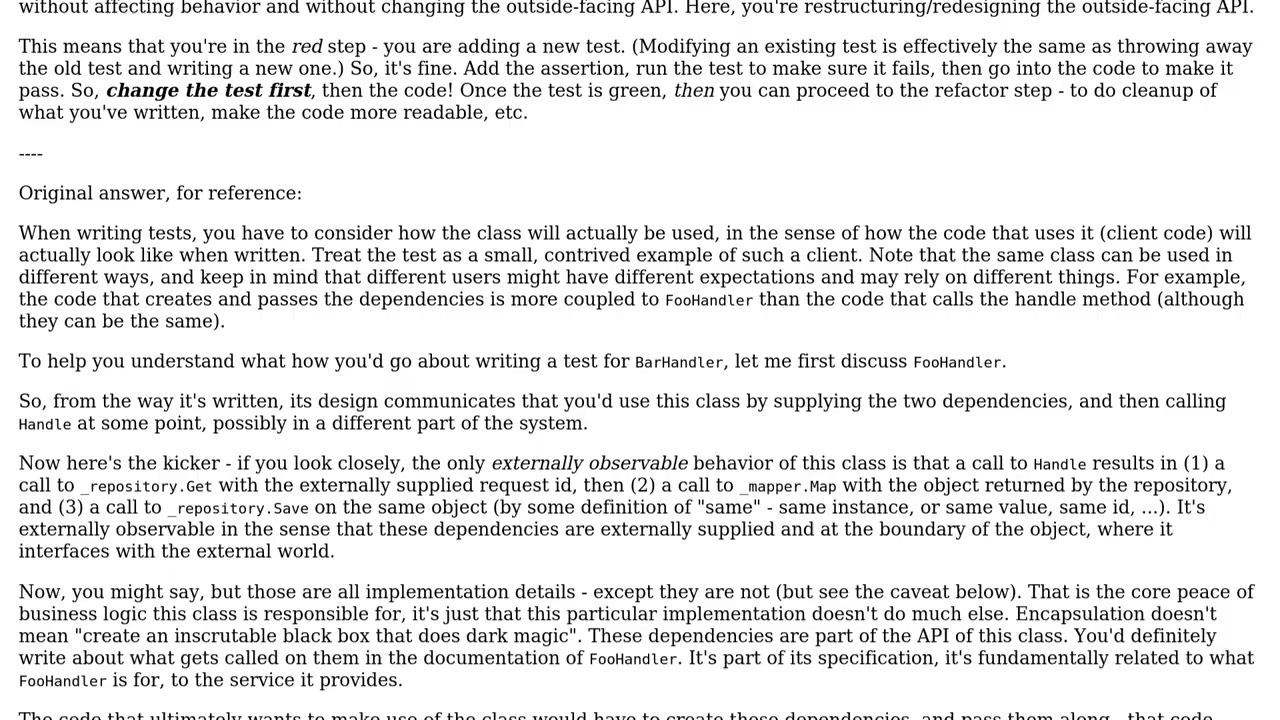 without affecting behavior and without changing the outside-facing API. Here, you're restructuring/redesigning the outside-facing API.
This means that you're in the red step - you are adding a new test. (Modifying an existing test is effectively the same as throwing away
the old test and writing a new one.) So, it's fine. Add the assertion, run the test to make sure it fails, then go into the code to make it
pass. So, change the test first, then the code! Once the test is green, then you can proceed to the refactor step - to do cleanup of
what you've written, make the code more readable, etc.
----
Original answer, for reference:
When writing tests, you have to consider how the class will actually be used, in the sense of how the code that uses it (client code) will
actually look like when written. Treat the test as a small, contrived example of such a client. Note that the same class can be used in
different ways, and keep in mind that different users might have different expectations and may rely on different things. For example,
the code that creates and passes the dependencies is more coupled to FooHandler than the code that calls the handle method (although
they can be the same).
To help you understand what how you'd go about writing a test for BarHandler, let me first discuss FooHandler.
So, from the way it's written, its design communicates that you'd use this class by supplying the two dependencies, and then calling
Handle at some point, possibly in a different part of the system.
Now here's the kicker - if you look closely, the only externally observable behavior of this class is that a call to Handle results in (1) a
call to _repository.Get with the externally supplied request id, then (2) a call to _mapper.Map with the object returned by the repository,
and (3) a call to _repository.Save on the same object (by some definition of "same" - same instance, or same value, same id, ...). It's
externally observable in the sense that these dependencies are externally supplied and at the boundary of the object, where it
interfaces with the external world.
Now, you might say, but those are all implementation details - except they are not (but see the caveat below). That is the core peace of
business logic this class is responsible for, it's just that this particular implementation doesn't do much else. Encapsulation doesn't
mean "create an inscrutable black box that does dark magic". These dependencies are part of the API of this class. You'd definitely
write about what gets called on them in the documentation of FooHandler. It's part of its specification, it's fundamentally related to what
FooHandler is for, to the service it provides.
The code that ultimately wants to make use of the class would have to create these dependencies, and pass them along - that code